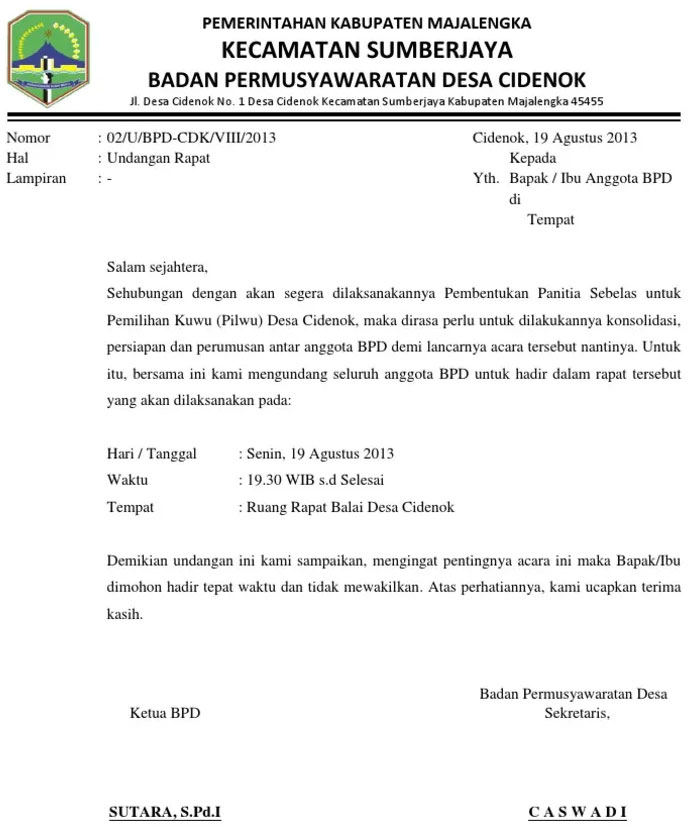 PEMERINTAHAN KABUPATEN MAJALENGKA
KECAMATAN SUMBERJAYA
BADAN PERMUSYAWARATAN DESA CIDENOK
Jl. Desa Cidenok No. 1 Desa Cidenok Kecamatan Sumberjaya Kabupaten Majalengka 45455
Nomor : 02/U/BPD-CDK/VIII/2013 Cidenok, 19 Agustus 2013
Hal : Undangan Rapat Kepada
Lampiran : - Yth. Bapak / Ibu Anggota BPD
di
Tempat
Salam sejahtera,
Sehubungan dengan akan segera dilaksanakannya Pembentukan Panitia Sebelas untuk
Pemilihan Kuwu (Pilwu) Desa Cidenok, maka dirasa perlu untuk dilakukannya konsolidasi,
persiapan dan perumusan antar anggota BPD demi lancarnya acara tersebut nantinya. Untuk
itu, bersama ini kami mengundang seluruh anggota BPD untuk hadir dalam rapat tersebut
yang akan dilaksanakan pada:
Hari / Tanggal : Senin, 19 Agustus 2013
Waktu : 19.30 WIB s.d Selesai
Tempat : Ruang Rapat Balai Desa Cidenok
Demikian undangan ini kami sampaikan, mengingat pentingnya acara ini maka Bapak/Ibu
dimohon hadir tepat waktu dan tidak mewakilkan. Atas perhatiannya, kami ucapkan terima
kasih.
Badan Permusyawaratan Desa
Ketua BPD Sekretaris,
SUTARA, S.Pd.I C A S W A D I